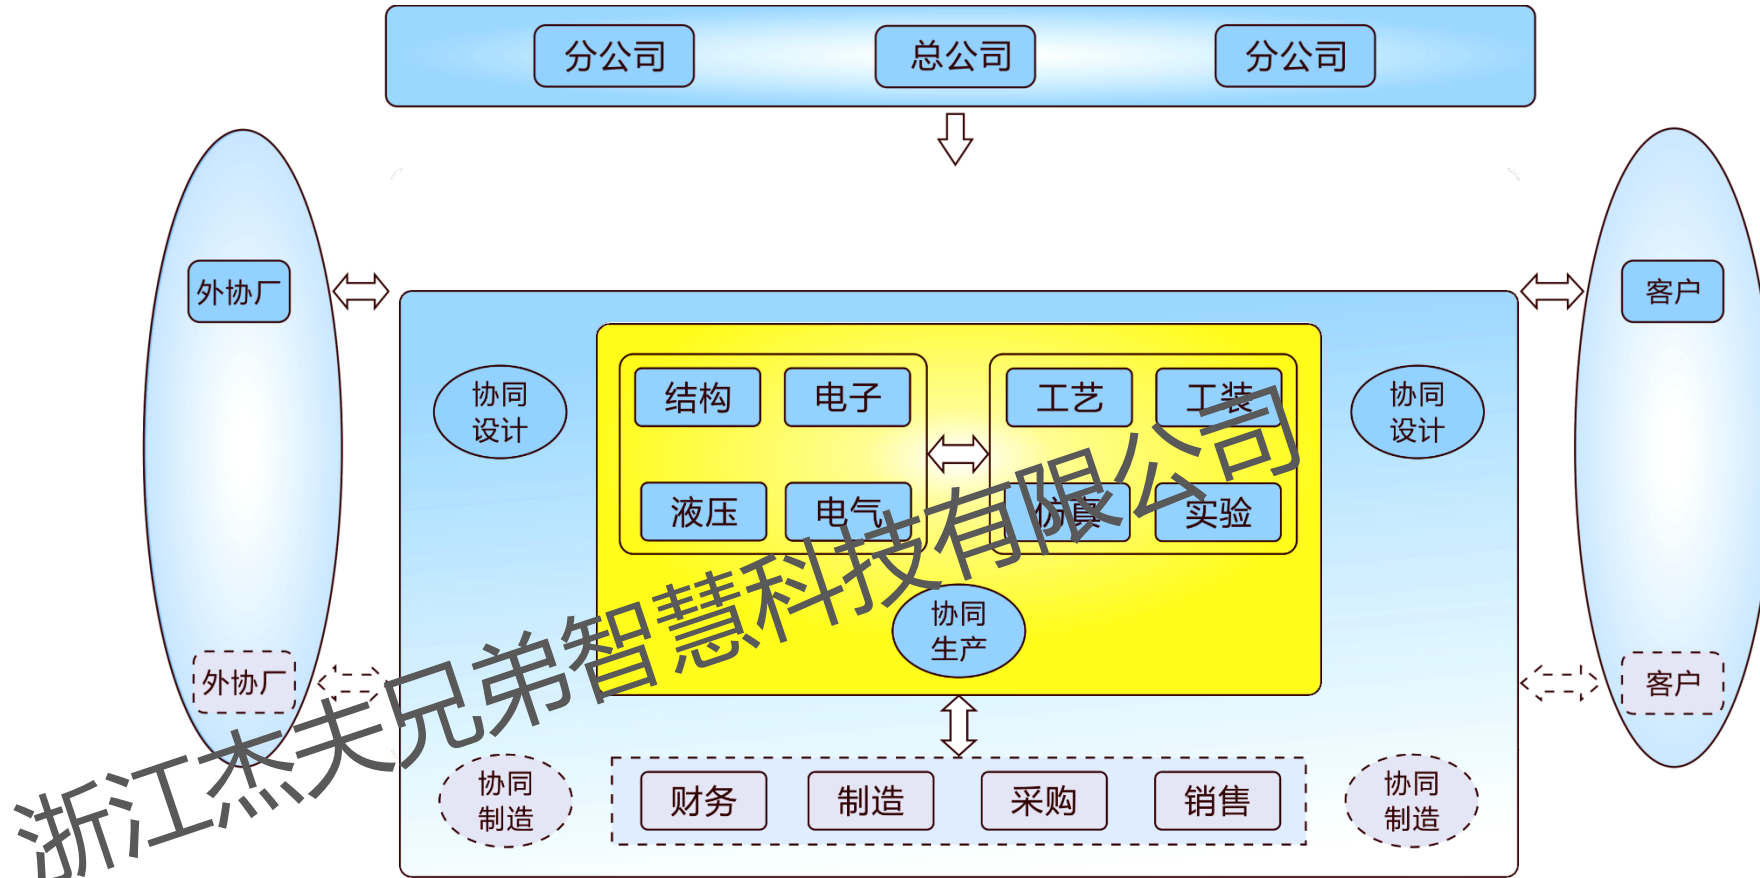 分公司
总公司
分公司
外协厂
客户
协同
设计
结构
电子
工艺
工装
协同
设计
液压
电气
仿真
实验
协同
生产
外协厂
客户
协同
制造
财务
制造
采购
销售
协同
制造
浙江杰夫兄弟智慧科技有限公司